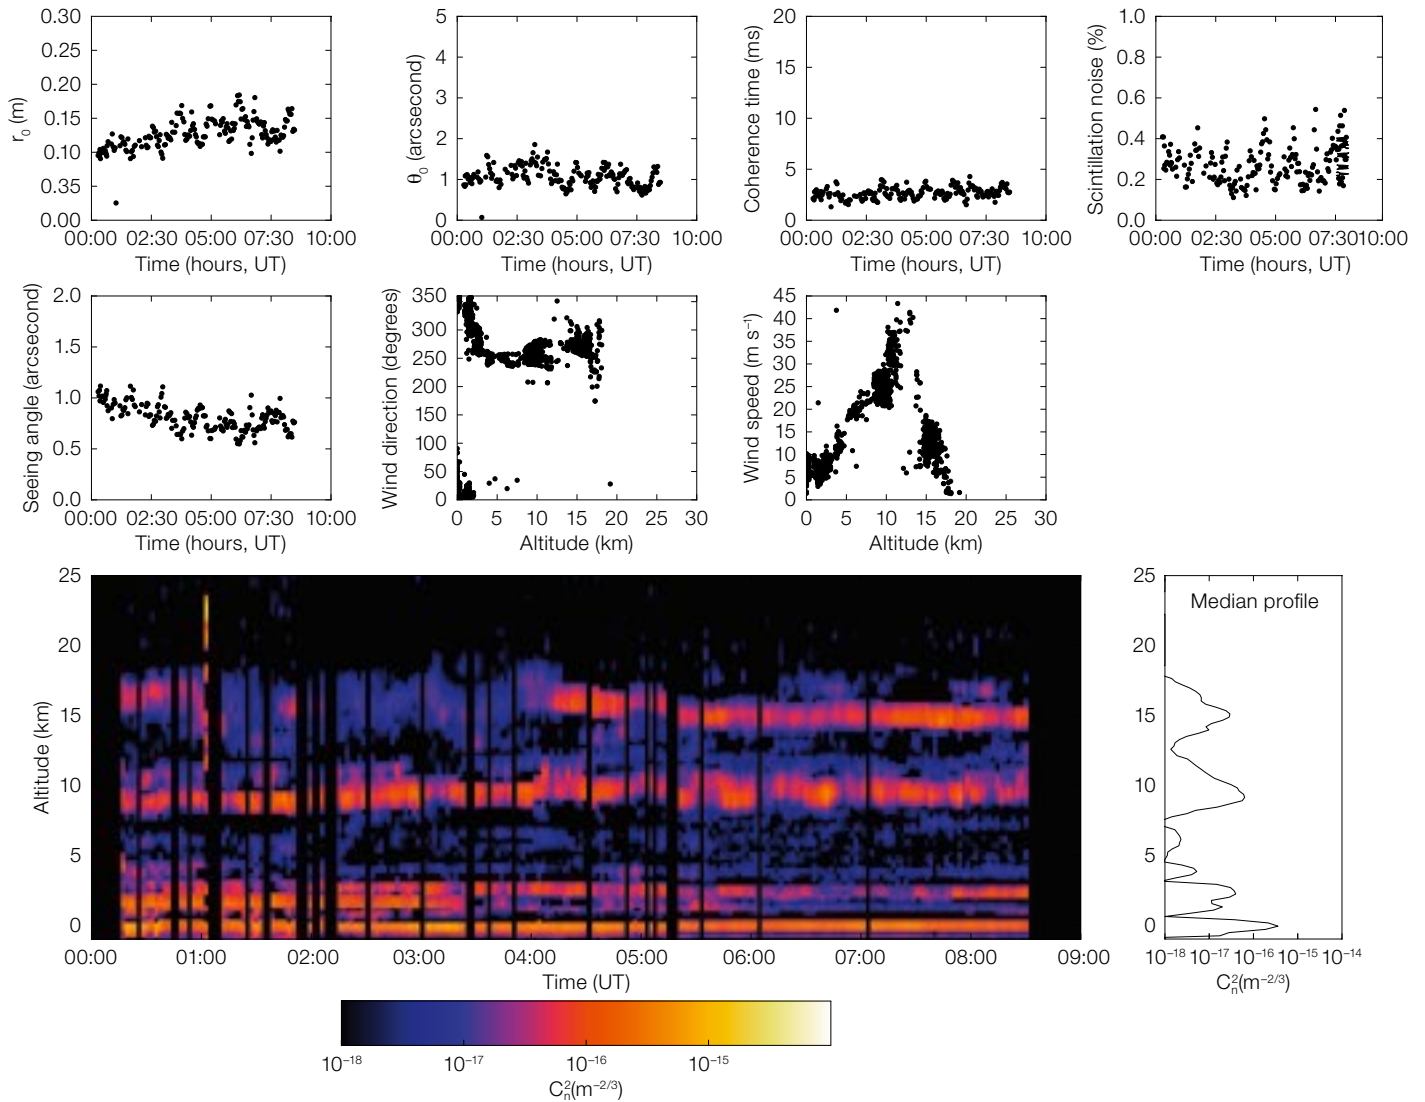 0.30
0.25
0.20
0.15
0.10
0.35
0.00
r0 (m)
00:00 02:30 05:00 07:30 10:00
Time (hours, UT)
5
4
3
2
1
0
θ0 (arcsecond)
00:00 02:30 05:00 07:30 10:00
Time (hours, UT)
20
15
10
5
0
Coherence time (ms)
00:00 02:30 05:00 07:30 10:00
Time (hours, UT)
1.0
0.8
0.6
0.4
0.2
0.0
Scintillation noise (%)
00:00 02:30 05:00 07:3010:00
Time (hours, UT)
2.0
1.5
1.0
0.5
0.0
Seeing angle (arcsecond)
00:00 02:30 05:00 07:30 10:00
Time (hours, UT)
350
300
250
200
150
100
50
0
Wind direction (degrees)
0 5 10 15 20 25 30
Altitude (km)
45
40
35
30
25
20
15
10
5
0
Wind speed (m s⁻¹)
0 5 10 15 20 25 30
Altitude (km)
25
20
15
10
5
0
Altitude (km)
00:00 01:00 02:00 03:00 04:00 05:00 06:00 07:00 08:00 09:00
Time (UT)
Median profile
25
20
15
10
5
0
10⁻¹⁸ 10⁻¹⁷ 10⁻¹⁶ 10⁻¹⁵ 10⁻¹⁴
Cₙ²(m⁻²/³)
10⁻¹⁸ 10⁻¹⁷ 10⁻¹⁶ 10⁻¹⁵
Cₙ²(m⁻²/³)